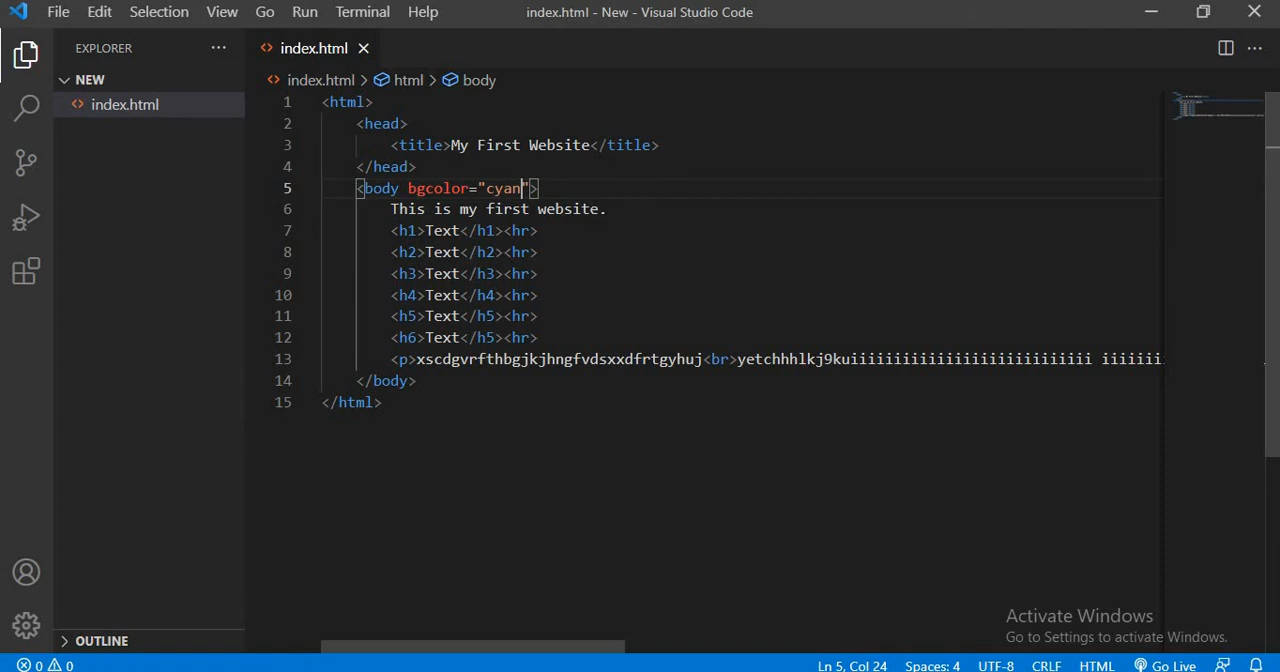 File Edit Selection View Go Run Terminal Help index.html - New - Visual Studio Code
EXPLORER ··· index.html
NEW index.html > html > body
index.html
1 <html>
2 <head>
3 <title>My First Website</title>
4 </head>
5 <body bgcolor="cyan">
6 This is my first website.
7 <h1>Text</h1><hr>
8 <h2>Text</h2><hr>
9 <h3>Text</h3><hr>
10 <h4>Text</h4><hr>
11 <h5>Text</h5><hr>
12 <h6>Text</h5><hr>
13 <p>xscdgvrfthbgjkjhngfvdsxxdfrtgyhuj<br>yetchhhlkj9kuiiiiiiiiiiiiiiiiiiiiiiiiiiii iiiiiiii
14 </body>
15 </html>
Activate Windows
Go to Settings to activate Windows.
OUTLINE
0 0 Ln 5, Col 24 Spaces: 4 UTF-8 CRLF HTML Go Live